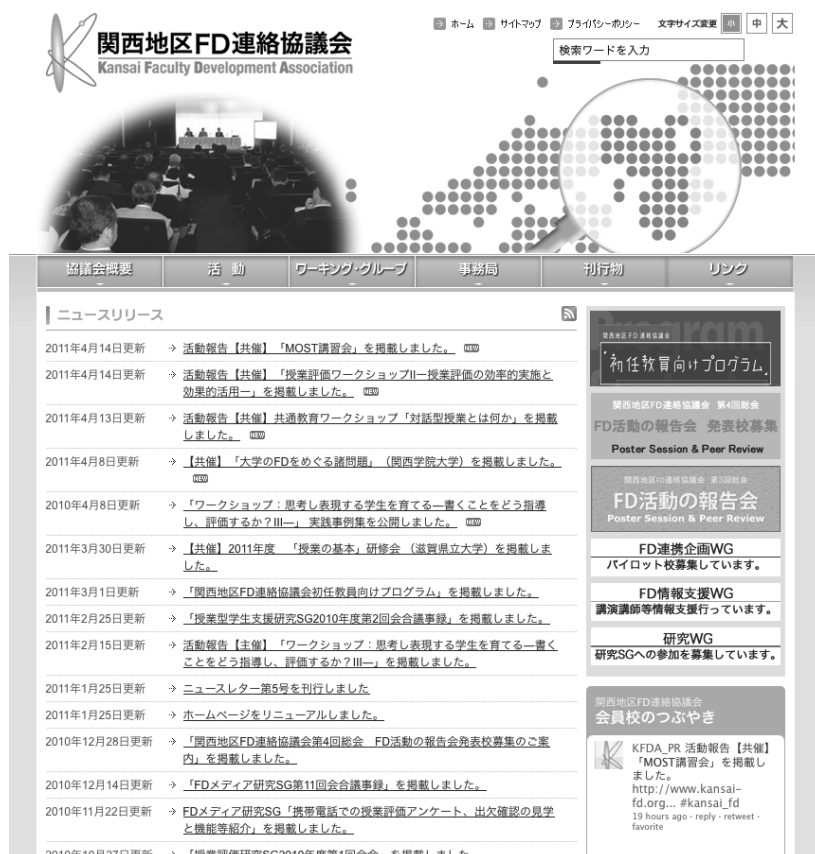 ホーム サイトマップ プライバシーポリシー 文字サイズ変更 小 中 大
関西地区FD連絡協議会
Kansai Faculty Development Association
検索ワードを入力
協議会概要 活 動 ワーキング・グループ 事務局 刊行物 リンク
ニュースリリース
2011年4月14日更新 活動報告【共催】「MOST講習会」を掲載しました。 NEW
2011年4月14日更新 活動報告【共催】「授業評価ワークショップII－授業評価の効率的実施と
効果的活用－」を掲載しました。 NEW
2011年4月13日更新 活動報告【共催】共通教育ワークショップ「対話型授業とは何か」を掲載
しました。 NEW
2011年4月8日更新 【共催】「大学のFDをめぐる諸問題」（関西学院大学）を掲載しました。
NEW
2010年4月8日更新 「ワークショップ：思考し表現する学生を育てる―書くことをどう指導
し、評価するか？III―」 実践事例集を公開しました。 NEW
2011年3月30日更新 【共催】2011年度 「授業の基本」研修会 （滋賀県立大学）を掲載しま
した。
2011年3月1日更新 「関西地区FD連絡協議会初任教員向けプログラム」を掲載しました。
2011年2月25日更新 「授業型学生支援研究SG2010年度第2回会合議事録」を掲載しました。
2011年2月15日更新 活動報告【主催】「ワークショップ：思考し表現する学生を育てる―書く
ことをどう指導し、評価するか？III―」を掲載しました。
2011年1月25日更新 ニュースレター第5号を刊行しました
2011年1月25日更新 ホームページをリニューアルしました。
2010年12月28日更新 「関西地区FD連絡協議会第4回総会 FD活動の報告会発表校募集のご案
内」を掲載しました。
2010年12月14日更新 「FDメディア研究SG第11回会合議事録」を掲載しました。
2010年11月22日更新 FDメディア研究SG「携帯電話での授業評価アンケート、出欠確認の見学
と機能等紹介」を掲載しました。
Program
関西地区FD連絡協議会
「初任教員向けプログラム」
関西地区FD連絡協議会 第4回総会
FD活動の報告会 発表校募集
Poster Session & Peer Review
関西地区FD連絡協議会 第3回総会
FD活動の報告会
Poster Session & Peer Review
FD連携企画WG
パイロット校募集しています。
FD情報支援WG
講演講師等情報支援行っています。
研究WG
研究SGへの参加を募集しています。
関西地区FD連絡協議会
会員校のつぶやき
KFDA_PR 活動報告【共催】
「MOST講習会」を掲載し
ました。
http://www.kansai-
fd.org... #kansai_fd
19 hours ago · reply · retweet ·
favorite